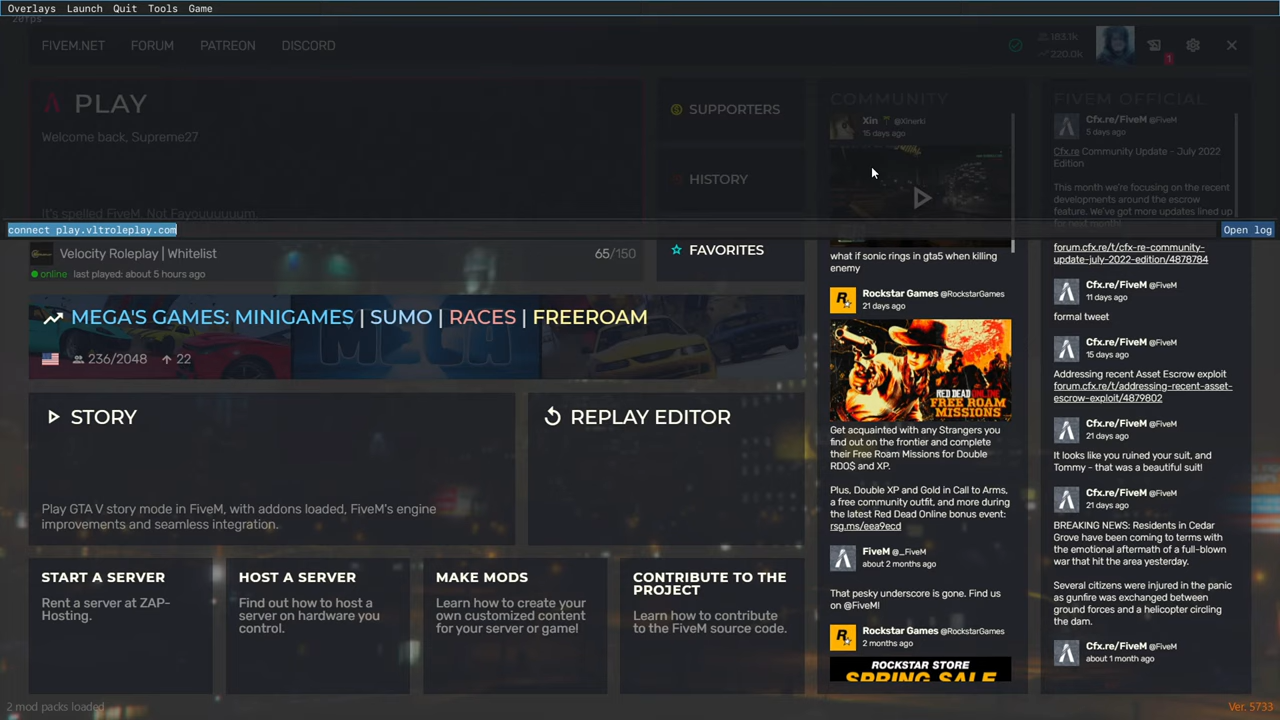 Overlays Launch Quit Tools Game
20fps
FIVEM.NET FORUM PATREON DISCORD
183.1k
220.0k
1
PLAY
Welcome back, Supreme27
It's spelled FiveM. Not Fayouuuuum.
connect play.vltroleplay.com
Open log
Velocity Roleplay | Whitelist
65/150
online last played: about 5 hours ago
SUPPORTERS
HISTORY
FAVORITES
MEGA'S GAMES: MINIGAMES | SUMO | RACES | FREEROAM
236/2048 22
MEGA
STORY
Play GTA V story mode in FiveM, with addons loaded, FiveM's engine
improvements and seamless integration.
REPLAY EDITOR
START A SERVER
Rent a server at ZAP-
Hosting.
HOST A SERVER
Find out how to host a
server on hardware you
control.
MAKE MODS
Learn how to create your
own customized content
for your server or game!
CONTRIBUTE TO THE
PROJECT
Learn how to contribute
to the FiveM source code.
COMMUNITY
Xin @Xinerki
15 days ago
what if sonic rings in gta5 when killing
enemy
Rockstar Games @RockstarGames
21 days ago
RED DEAD ONLINE
FREE ROAM
MISSIONS
Get acquainted with any Strangers you
find out on the frontier and complete
their Free Roam Missions for Double
RDO$ and XP.
Plus, Double XP and Gold in Call to Arms,
a free community outfit, and more during
the latest Red Dead Online bonus event:
rsg.ms/eea9ecd
FiveM @_FiveM
about 2 months ago
That pesky underscore is gone. Find us
on @FiveM!
Rockstar Games @RockstarGames
2 months ago
ROCKSTAR STORE
SPRING SALE
FIVEM OFFICIAL
Cfx.re/FiveM @FiveM
5 days ago
Cfx.re Community Update - July 2022
Edition
This month we're focusing on the recent
developments around the escrow
feature. We've got more updates lined up
for next month!
forum.cfx.re/t/cfx-re-community-
update-july-2022-edition/4878784
Cfx.re/FiveM @FiveM
11 days ago
formal tweet
Cfx.re/FiveM @FiveM
15 days ago
Addressing recent Asset Escrow exploit
forum.cfx.re/t/addressing-recent-asset-
escrow-exploit/4879802
Cfx.re/FiveM @FiveM
21 days ago
It looks like you ruined your suit, and
Tommy - that was a beautiful suit!
Cfx.re/FiveM @FiveM
21 days ago
BREAKING NEWS: Residents in Cedar
Grove have been coming to terms with
the emotional aftermath of a full-blown
war that hit the area yesterday.
Several citizens were injured in the panic
as gunfire was exchanged between
ground forces and a helicopter circling
the dam.
Cfx.re/FiveM @FiveM
about 1 month ago
2 mod packs loaded
Ver. 5733